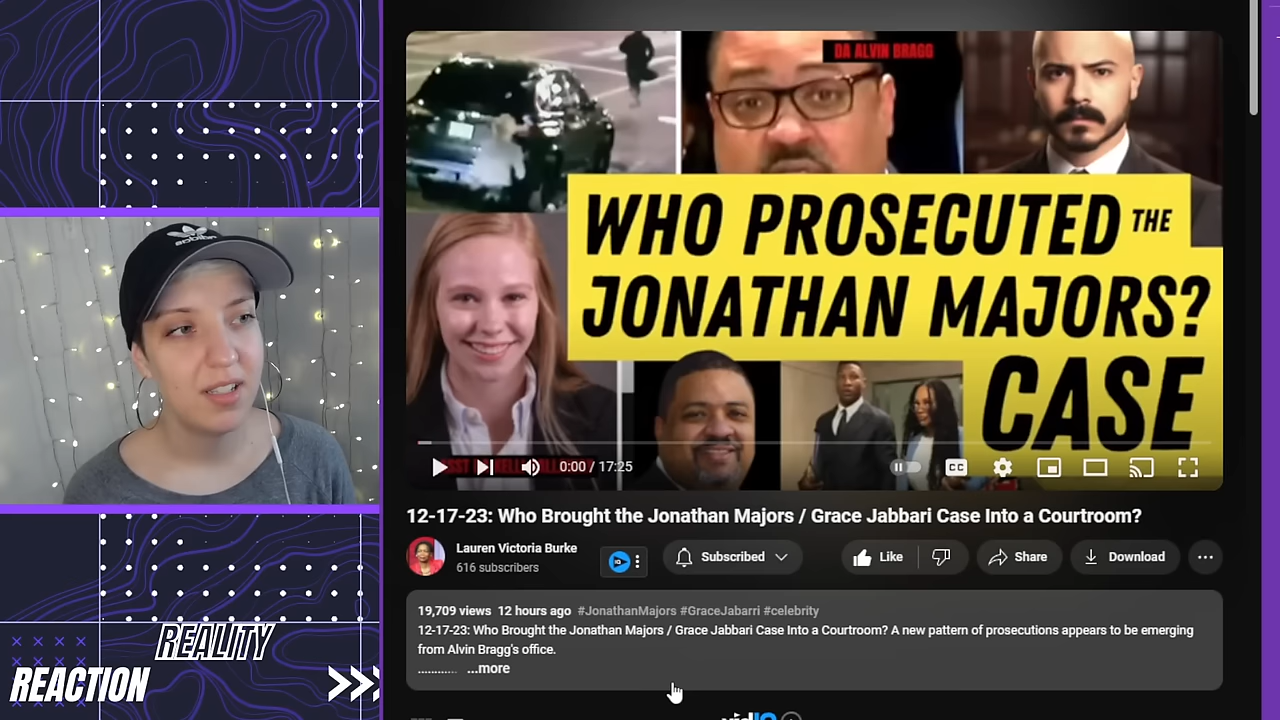 adidas
REALITY
REACTION
DA ALVIN BRAGG
WHO PROSECUTED THE
JONATHAN MAJORS?
CASE
0:00 / 17:25
CC
12-17-23: Who Brought the Jonathan Majors / Grace Jabbari Case Into a Courtroom?
Lauren Victoria Burke
616 subscribers
Subscribed
Like
Share
Download
19,709 views 12 hours ago #JonathanMajors #GraceJabarri #celebrity
12-17-23: Who Brought the Jonathan Majors / Grace Jabbari Case Into a Courtroom? A new pattern of prosecutions appears to be emerging
from Alvin Bragg's office.
............ ...more
vidIQ